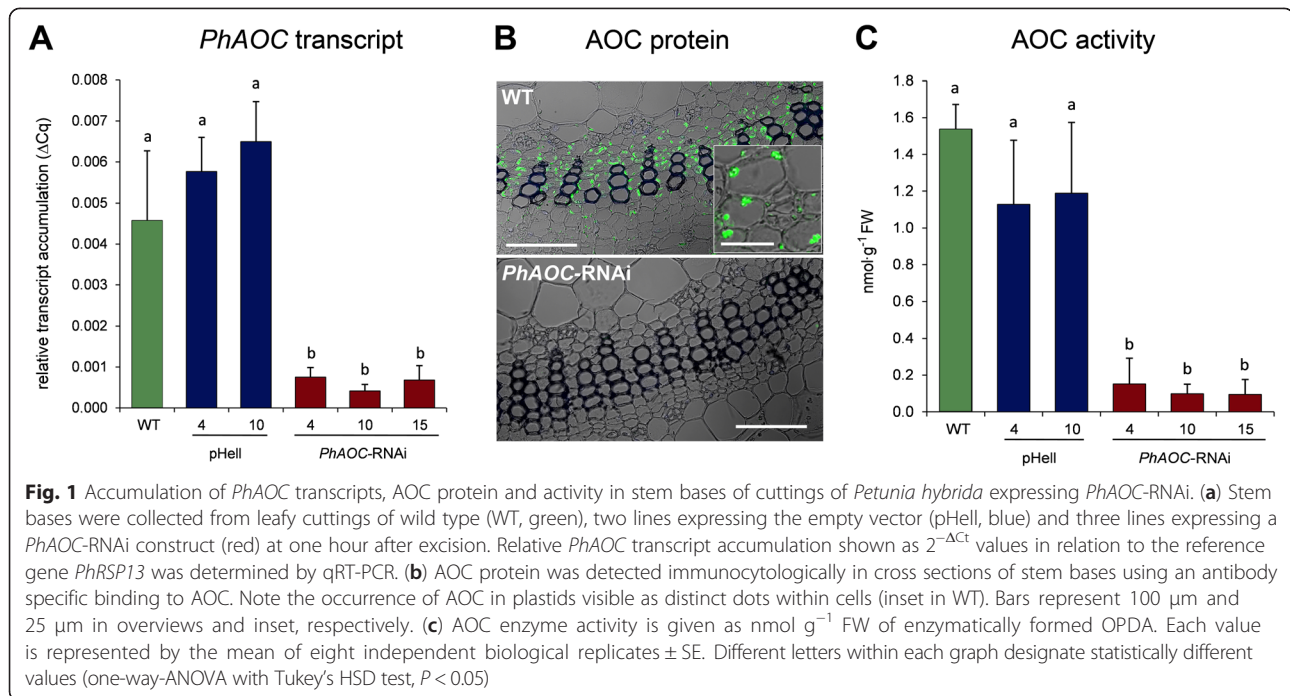 A PhAOC transcript
0.008
0.007
0.006
0.005
0.004
0.003
0.002
0.001
0.000
relative transcript accumulation (ΔCq)
a
a
a
b
b
b
WT
4
10
4
10
15
pHell
PhAOC-RNAi
B AOC protein
WT
PhAOC-RNAi
C AOC activity
1.8
1.6
1.4
1.2
1.0
0.8
0.6
0.4
0.2
0.0
nmol·g⁻¹ FW
a
a
a
b
b
b
WT
4
10
4
10
15
pHell
PhAOC-RNAi
Fig. 1 Accumulation of PhAOC transcripts, AOC protein and activity in stem bases of cuttings of Petunia hybrida expressing PhAOC-RNAi. (a) Stem
bases were collected from leafy cuttings of wild type (WT, green), two lines expressing the empty vector (pHell, blue) and three lines expressing a
PhAOC-RNAi construct (red) at one hour after excision. Relative PhAOC transcript accumulation shown as 2⁻ΔCt values in relation to the reference
gene PhRSP13 was determined by qRT-PCR. (b) AOC protein was detected immunocytologically in cross sections of stem bases using an antibody
specific binding to AOC. Note the occurrence of AOC in plastids visible as distinct dots within cells (inset in WT). Bars represent 100 μm and
25 μm in overviews and inset, respectively. (c) AOC enzyme activity is given as nmol g⁻¹ FW of enzymatically formed OPDA. Each value
is represented by the mean of eight independent biological replicates ± SE. Different letters within each graph designate statistically different
values (one-way-ANOVA with Tukey's HSD test, P < 0.05)